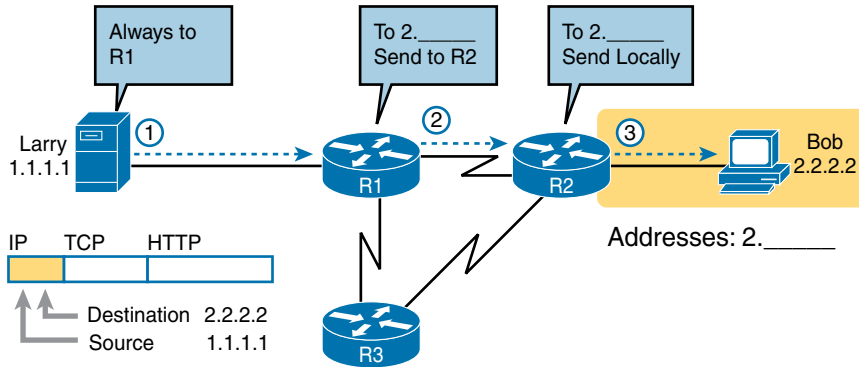 Always to
R1
To 2._____
Send to R2
To 2._____
Send Locally
Larry
1.1.1.1
1
2
3
R1
R2
Bob
2.2.2.2
Addresses: 2._____
IP TCP HTTP
Destination 2.2.2.2
Source 1.1.1.1
R3